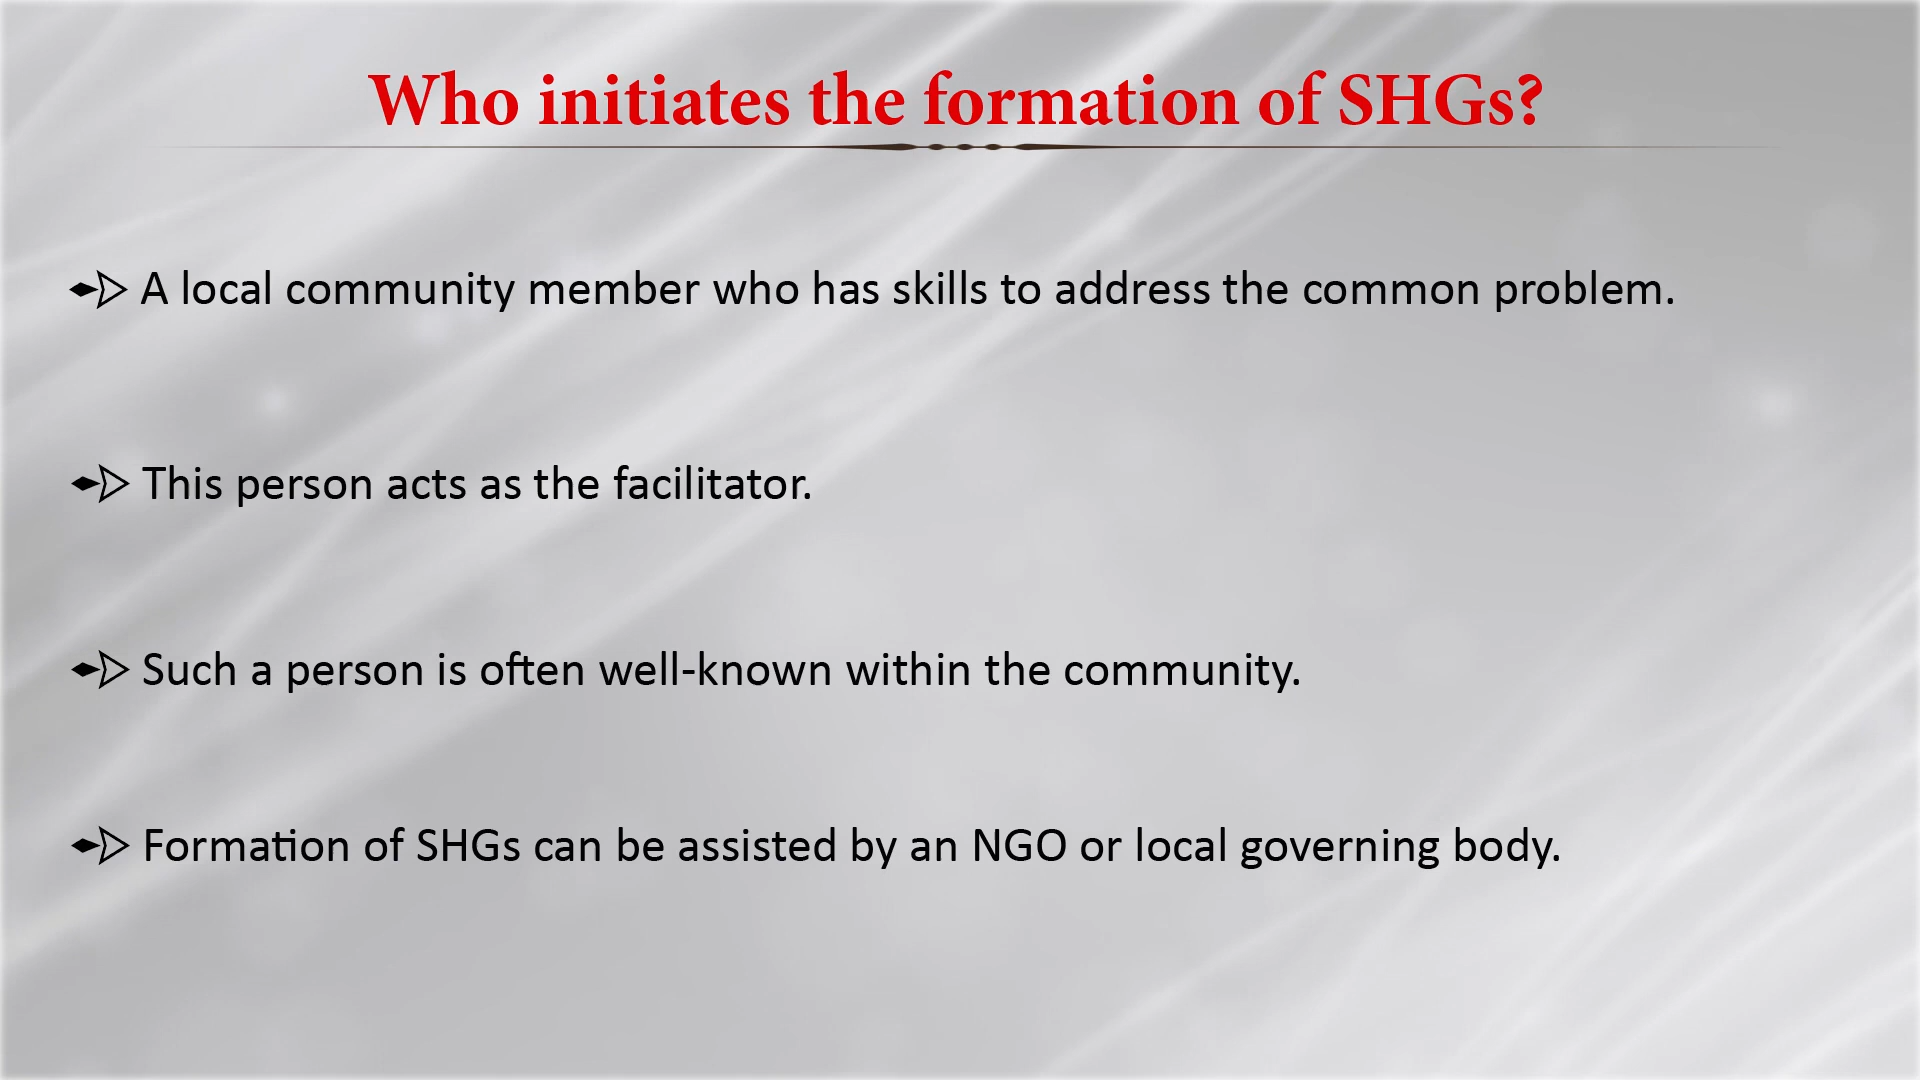 Who initiates the formation of SHGs?
A local community member who has skills to address the common problem.
This person acts as the facilitator.
Such a person is often well-known within the community.
Formation of SHGs can be assisted by an NGO or local governing body.